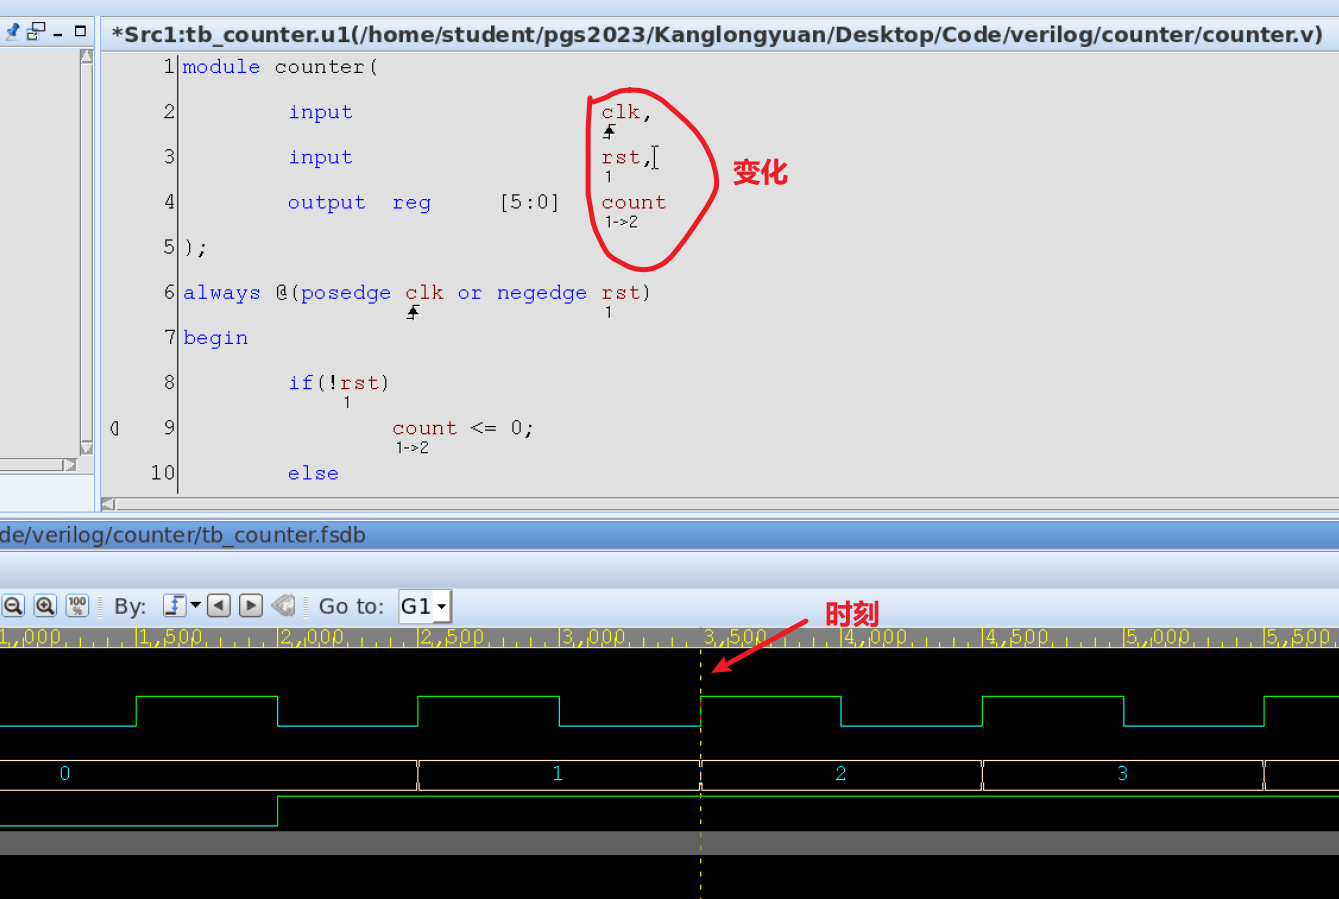 *Src1:tb_counter.u1(/home/student/pgs2023/Kanglongyuan/Desktop/Code/verilog/counter/counter.v)
1 module counter(
2 input clk,
3 input rst,
1
变化
4 output reg [5:0] count
1->2
5 );
6 always @(posedge clk or negedge rst)
1
7 begin
8 if(!rst)
1
9 count <= 0;
1->2
10 else
de/verilog/counter/tb_counter.fsdb
100 %
By: Go to: G1
时刻
1,000 1,500 2,000 2,500 3,000 3,500 4,000 4,500 5,000 5,500
0 1 2 3